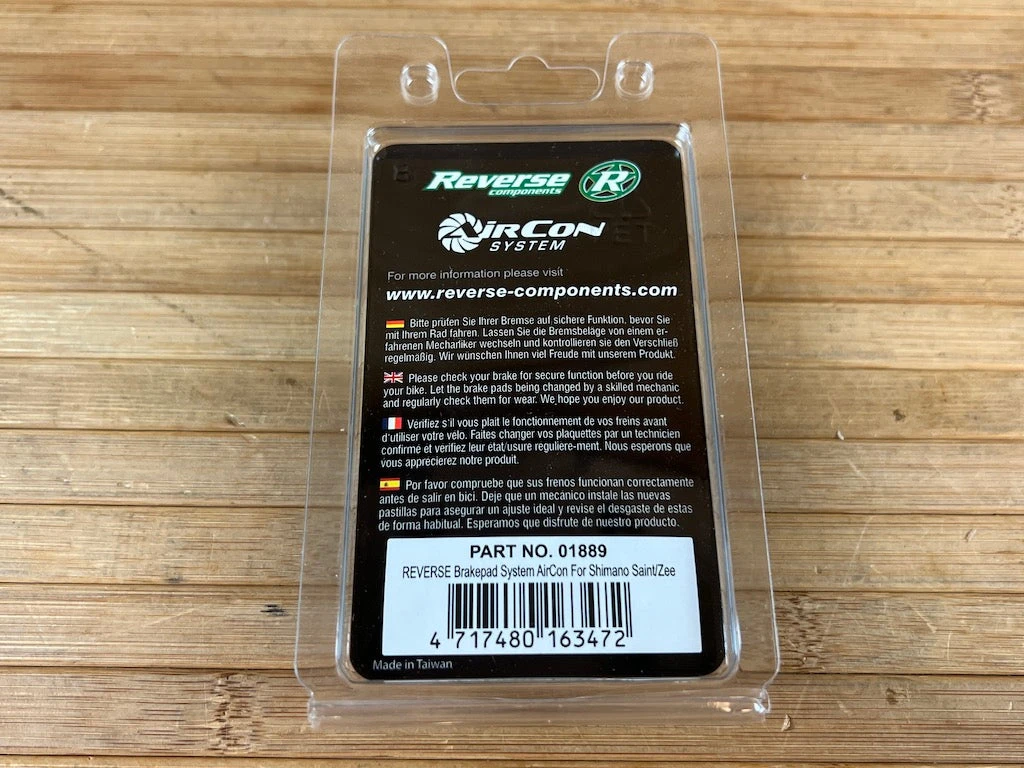 Reverse
components
R
AirCon
SYSTEM
For more information please visit
www.reverse-components.com
Bitte prüfen Sie Ihrer Bremse auf sichere Funktion, bevor Sie
mit Ihrem Rad fahren. Lassen Sie die Bremsbeläge von einem er-
fahrenen Mechaniker wechseln und kontrollieren sie den Verschließ
regelmäßig. Wir wünschen Ihnen viel Freude mit unserem Produkt.
Please check your brake for secure function before you ride
your bike. Let the brake pads being changed by a skilled mechanic
and regularly check them for wear. We hope you enjoy our product.
Vérifiez s'il vous plait le fonctionnement de vos freins avant
d'utiliser votre vélo. Faites changer vos plaquettes par un technicien
confirmé et verifiez leur état/usure reguliere-ment. Nous esperons que
vous apprecierez notre produit.
Por favor compruebe que sus frenos funcionan correctamente
antes de salir en bici. Deje que un mecánico instale las nuevas
pastillas para asegurar un ajuste ideal y revise el desgaste de estas
de forma habitual. Esperamos que disfrute de nuestro producto.
PART NO. 01889
REVERSE Brakepad System AirCon For Shimano Saint/Zee
4 717480 163472
Made in Taiwan